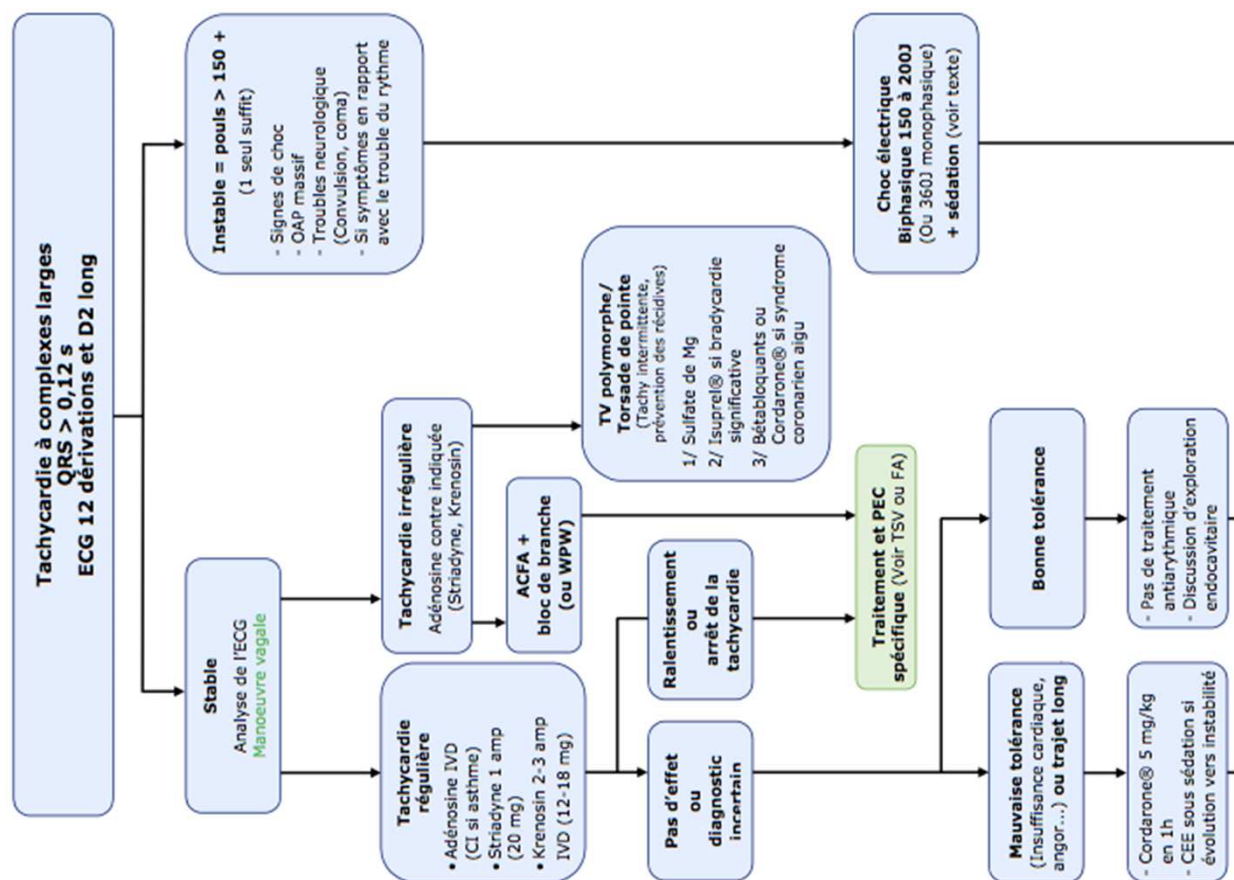 Tachycardie à complexes larges
QRS > 0,12 s
ECG 12 dérivations et D2 long
Stable
Analyse de l'ECG
Manoeuvre vagale
Instable = pouls > 150 +
(1 seul suffit)
- Signes de choc
- OAP massif
- Troubles neurologique
(Convulsion, coma)
- Si symptômes en rapport
avec le trouble du rythme
Tachycardie
régulière
• Adénosine IVD
(CI si asthme)
• Striadyne 1 amp
(20 mg)
• Krenosin 2-3 amp
IVD (12-18 mg)
Tachycardie irrégulière
Adénosine contre indiquée
(Striadyne, Krenosin)
ACFA +
bloc de branche
(ou WPW)
TV polymorphe/
Torsade de pointe
(Tachy intermittente,
prévention des récidives)
1/ Sulfate de Mg
2/ Isuprel® si bradycardie
significative
3/ Bétabloquants ou
Cordarone® si syndrome
coronarien aigu
Pas d'effet
ou
diagnostic
incertain
Ralentissement
ou
arrêt de la
tachycardie
Traitement et PEC
spécifique (Voir TSV ou FA)
Choc électrique
Biphasique 150 à 200J
(Ou 360J monophasique)
+ sédation (voir texte)
Mauvaise tolérance
(Insuffisance cardiaque,
angor...) ou trajet long
Bonne tolérance
- Cordarone® 5 mg/kg
en 1h
- CEE sous sédation si
évolution vers instabilité
- Pas de traitement
antiarythmique
- Discussion d'exploration
endocavitaire